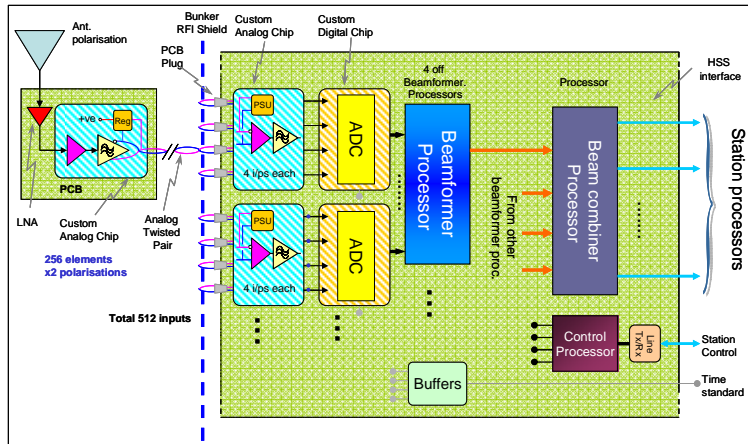 Ant.
polarisation
Bunker
RFI Shield
Custom
Analog Chip
Custom
Digital Chip
PCB
Plug
4 off
Beamformer.
Processors
Processor
HSS
interface
+ve
Reg
PCB
LNA
Custom
Analog Chip
Analog
Twisted
Pair
256 elements
x2 polarisations
Total 512 inputs
PSU
4 i/ps each
ADC
PSU
4 i/ps each
ADC
Beamformer
Processor
From other
beamformer proc.
Beam combiner
Processor
Station processors
Control
Processor
Line
Tx/Rx
Station
Control
Buffers
Time
standard